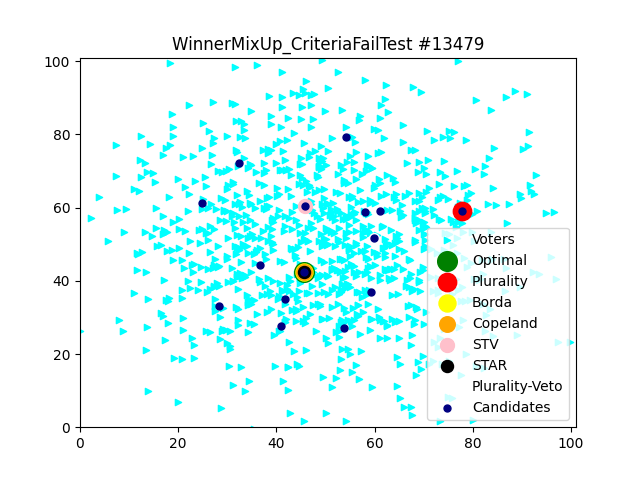 WinnerMixUp_CriteriaFailTest #13479
100
80
60
40
20
0
0 20 40 60 80 100
Voters
Optimal
Plurality
Borda
Copeland
STV
STAR
Plurality-Veto
Candidates